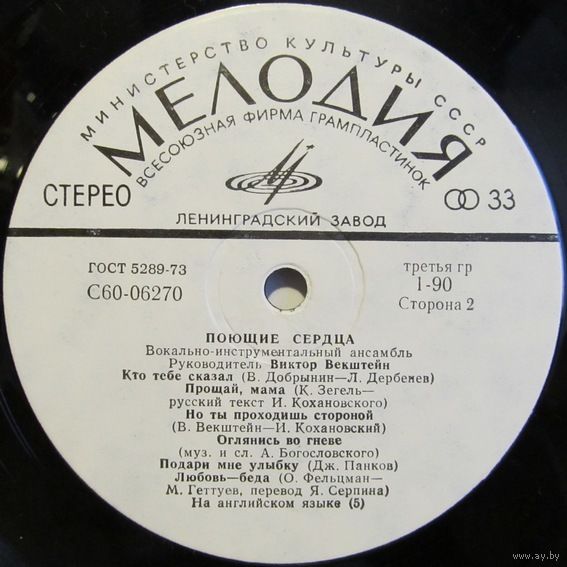 МИНИСТЕРСТВО КУЛЬТУРЫ СССР
МЕЛОДИЯ
ВСЕСОЮЗНАЯ ФИРМА ГРАМПЛАСТИНОК
СТЕРЕО
33
ЛЕНИНГРАДСКИЙ ЗАВОД
ГОСТ 5289-73
третья гр
С60-06270
1-90
Сторона 2
ПОЮЩИЕ СЕРДЦА
Вокально-инструментальный ансамбль
Руководитель Виктор Векштейн
Кто тебе сказал (В. Добрынин—Л. Дербенев)
Прощай, мама (К. Зегель—
русский текст И. Кохановского)
Но ты проходишь стороной
(В. Векштейн—И. Кохановский)
Оглянись во гневе
(муз. и сл. А. Богословского)
Подари мне улыбку (Дж. Панков)
Любовь—беда (О. Фельцман—
М. Геттуев, перевод Я. Серпина)
На английском языке (5)
www.ay.by